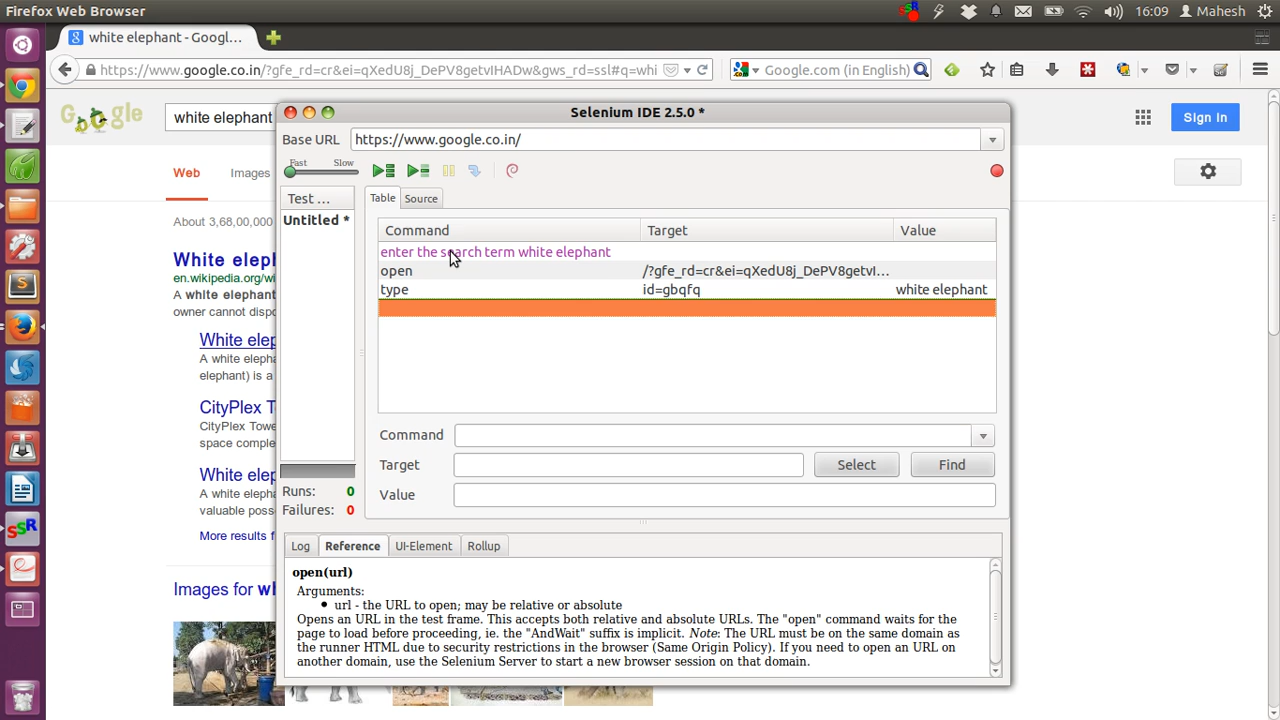 Firefox Web Browser
16:09
Mahesh
white elephant - Googl...
https://www.google.co.in/?gfe_rd=cr&ei=qXedU8j_DePV8getvIHADw&gws_rd=ssl#q=whi
Google.com (in English)
Google
white elephant
Sign in
Web
Images
About 3,68,00,000
White elep
en.wikipedia.org/wi
A white elephant
owner cannot dispo
White elep
A white elepha
elephant) is a
CityPlex T
CityPlex Towe
space comple
White elep
A white elepha
valuable posse
More results f
Images for wh
Selenium IDE 2.5.0 *
Base URL
https://www.google.co.in/
Fast
Slow
Test ...
Untitled *
Runs:
0
Failures:
0
Table
Source
Command
Target
Value
enter the search term white elephant
open
/?gfe_rd=cr&ei=qXedU8j_DePV8getvI...
type
id=gbqfq
white elephant
Command
Target
Select
Find
Value
Log
Reference
UI-Element
Rollup
open(url)
Arguments:
• url - the URL to open; may be relative or absolute
Opens an URL in the test frame. This accepts both relative and absolute URLs. The "open" command waits for the
page to load before proceeding, ie. the "AndWait" suffix is implicit. Note: The URL must be on the same domain as
the runner HTML due to security restrictions in the browser (Same Origin Policy). If you need to open an URL on
another domain, use the Selenium Server to start a new browser session on that domain.